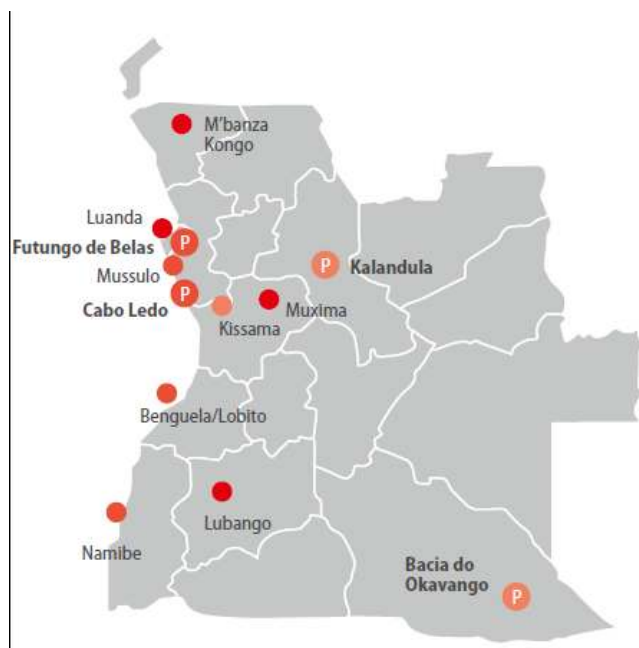 M'banza
Kongo
Luanda
P
Futungo de Belas
P
Kalandula
Mussulo
P
Cabo Ledo
Muxima
Kissama
Benguela/Lobito
Lubango
Namibe
Bacia do
Okavango
P